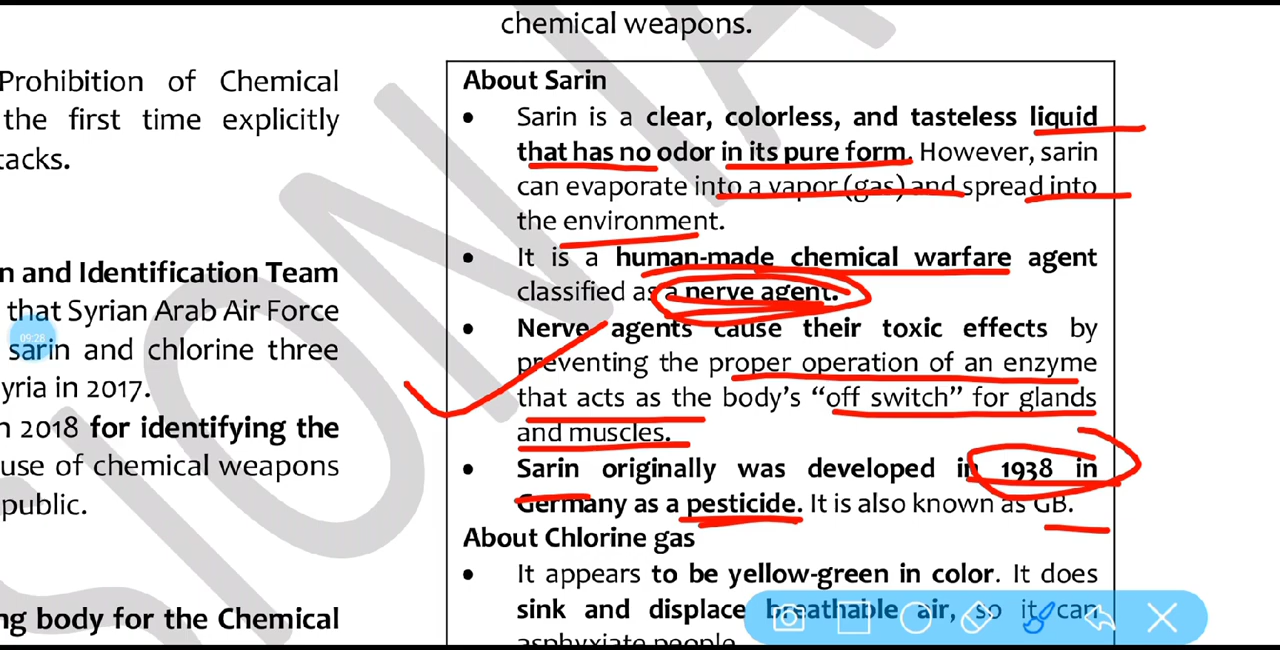 chemical weapons.
Prohibition of Chemical
the first time explicitly
tacks.
n and Identification Team
that Syrian Arab Air Force
sarin and chlorine three
yria in 2017.
n 2018 for identifying the
use of chemical weapons
public.
ng body for the Chemical
About Sarin
• Sarin is a clear, colorless, and tasteless liquid
that has no odor in its pure form. However, sarin
can evaporate into a vapor (gas) and spread into
the environment.
• It is a human-made chemical warfare agent
classified as a nerve agent.
• Nerve agents cause their toxic effects by
preventing the proper operation of an enzyme
that acts as the body's "off switch" for glands
and muscles.
• Sarin originally was developed in 1938 in
Germany as a pesticide. It is also known as GB.
About Chlorine gas
• It appears to be yellow-green in color. It does
sink and displace breathable air, so it can
asphyxiate people.
09:28